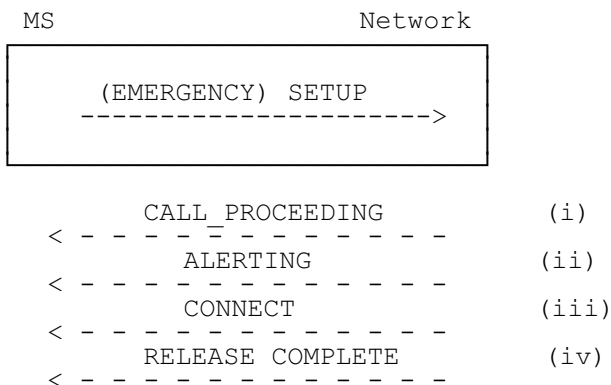 MS Network
(EMERGENCY) SETUP
CALL_PROCEEDING (i)
ALERTING (ii)
CONNECT (iii)
RELEASE COMPLETE (iv)